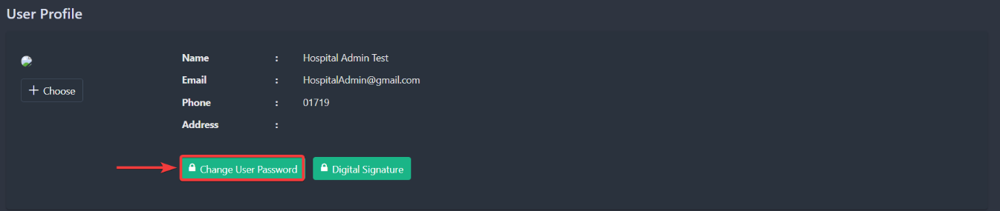 User Profile
Name : Hospital Admin Test
+ Choose
Email : HospitalAdmin@gmail.com
Phone : 01719
Address :
Change User Password Digital Signature